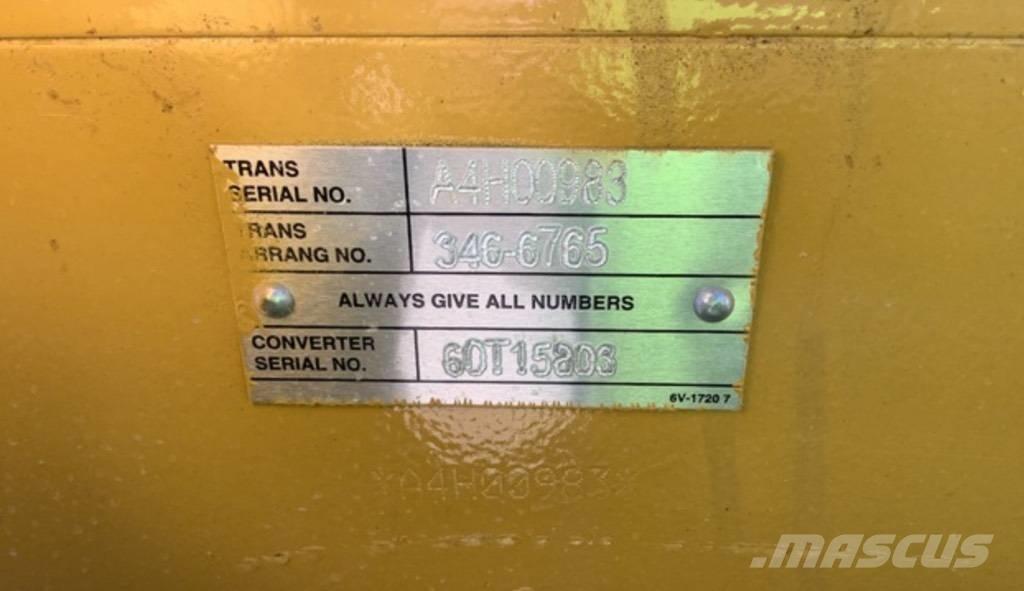 TRANS
SERIAL NO.
A4H00983
TRANS
ARRANG NO.
346-6765
ALWAYS GIVE ALL NUMBERS
CONVERTER
SERIAL NO.
6V-1720 7
*A4H00983*
.MASCUS